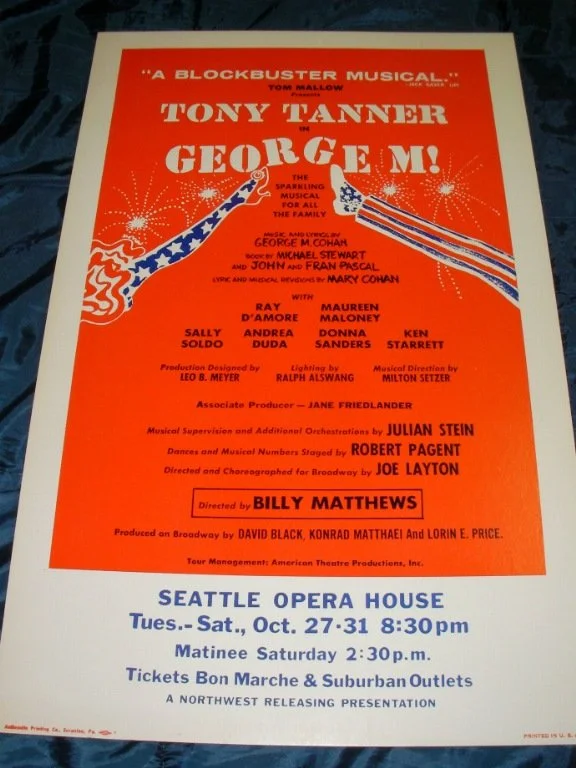 "A BLOCKBUSTER MUSICAL."
TOM MALLOW
Presents
TONY TANNER
IN
GEORGE M!
THE
SPARKLING
MUSICAL
FOR ALL
THE FAMILY
MUSIC AND LYRICS BY
GEORGE M. COHAN
BOOK BY MICHAEL STEWART
AND JOHN AND FRAN PASCAL
LYRIC AND MUSICAL REVISIONS BY MARY COHAN
WITH
RAY D'AMORE MAUREEN MALONEY
SALLY SOLDO ANDREA DUDA DONNA SANDERS KEN STARRETT
Production Designed by LEO B. MEYER Lighting by RALPH ALSWANG Musical Direction by MILTON SETZER
Associate Producer — JANE FRIEDLANDER
Musical Supervision and Additional Orchestrations by JULIAN STEIN
Dances and Musical Numbers Staged by ROBERT PAGENT
Directed and Choreographed for Broadway by JOE LAYTON
Directed by BILLY MATTHEWS
Produced on Broadway by DAVID BLACK, KONRAD MATTHAEI And LORIN E. PRICE.
Tour Management: American Theatre Productions, Inc.
SEATTLE OPERA HOUSE
Tues.-Sat., Oct. 27-31 8:30pm
Matinee Saturday 2:30p.m.
Tickets Bon Marche & Suburban Outlets
A NORTHWEST RELEASING PRESENTATION
Printing Co., Scranton, Pa.
PRINTED IN U. S.